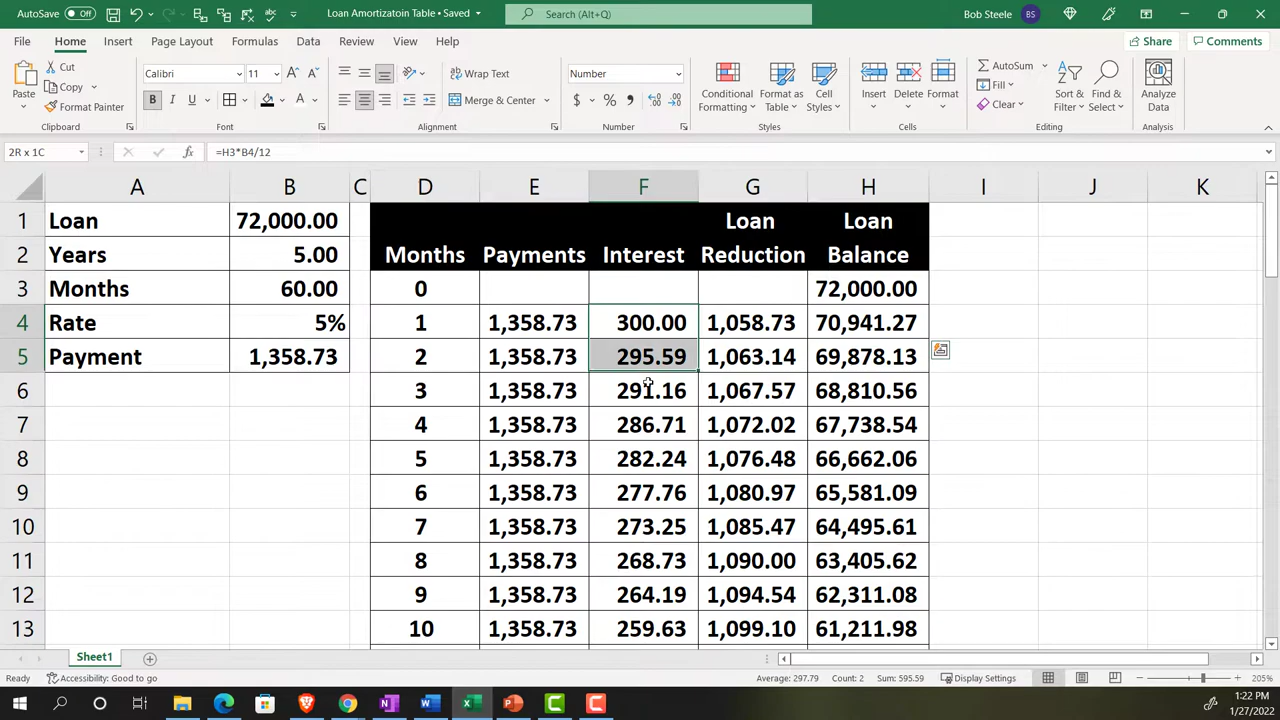 AutoSave Off Loan Amortizatoin Table • Saved Search (Alt+Q) Bob Steele BS
File Home Insert Page Layout Formulas Data Review View Help Share Comments
Paste Cut Copy Format Painter Clipboard
Calibri 11 B I U A Font
Wrap Text Merge & Center Alignment
Number $ % , Number
Conditional Formatting Format as Table Cell Styles Styles
Insert Delete Format Cells
AutoSum Fill Clear Sort & Filter Find & Select Editing
Analyze Data Analysis
2R x 1C fx =H3*B4/12
A B C D E F G H I J K
1 Loan 72,000.00 Loan Loan
2 Years 5.00 Months Payments Interest Reduction Balance
3 Months 60.00 0 72,000.00
4 Rate 5% 1 1,358.73 300.00 1,058.73 70,941.27
5 Payment 1,358.73 2 1,358.73 295.59 1,063.14 69,878.13
6 3 1,358.73 291.16 1,067.57 68,810.56
7 4 1,358.73 286.71 1,072.02 67,738.54
8 5 1,358.73 282.24 1,076.48 66,662.06
9 6 1,358.73 277.76 1,080.97 65,581.09
10 7 1,358.73 273.25 1,085.47 64,495.61
11 8 1,358.73 268.73 1,090.00 63,405.62
12 9 1,358.73 264.19 1,094.54 62,311.08
13 10 1,358.73 259.63 1,099.10 61,211.98
Sheet1
Ready Accessibility: Good to go Average: 297.79 Count: 2 Sum: 595.59 Display Settings 205%
1:22 PM
1/27/2022